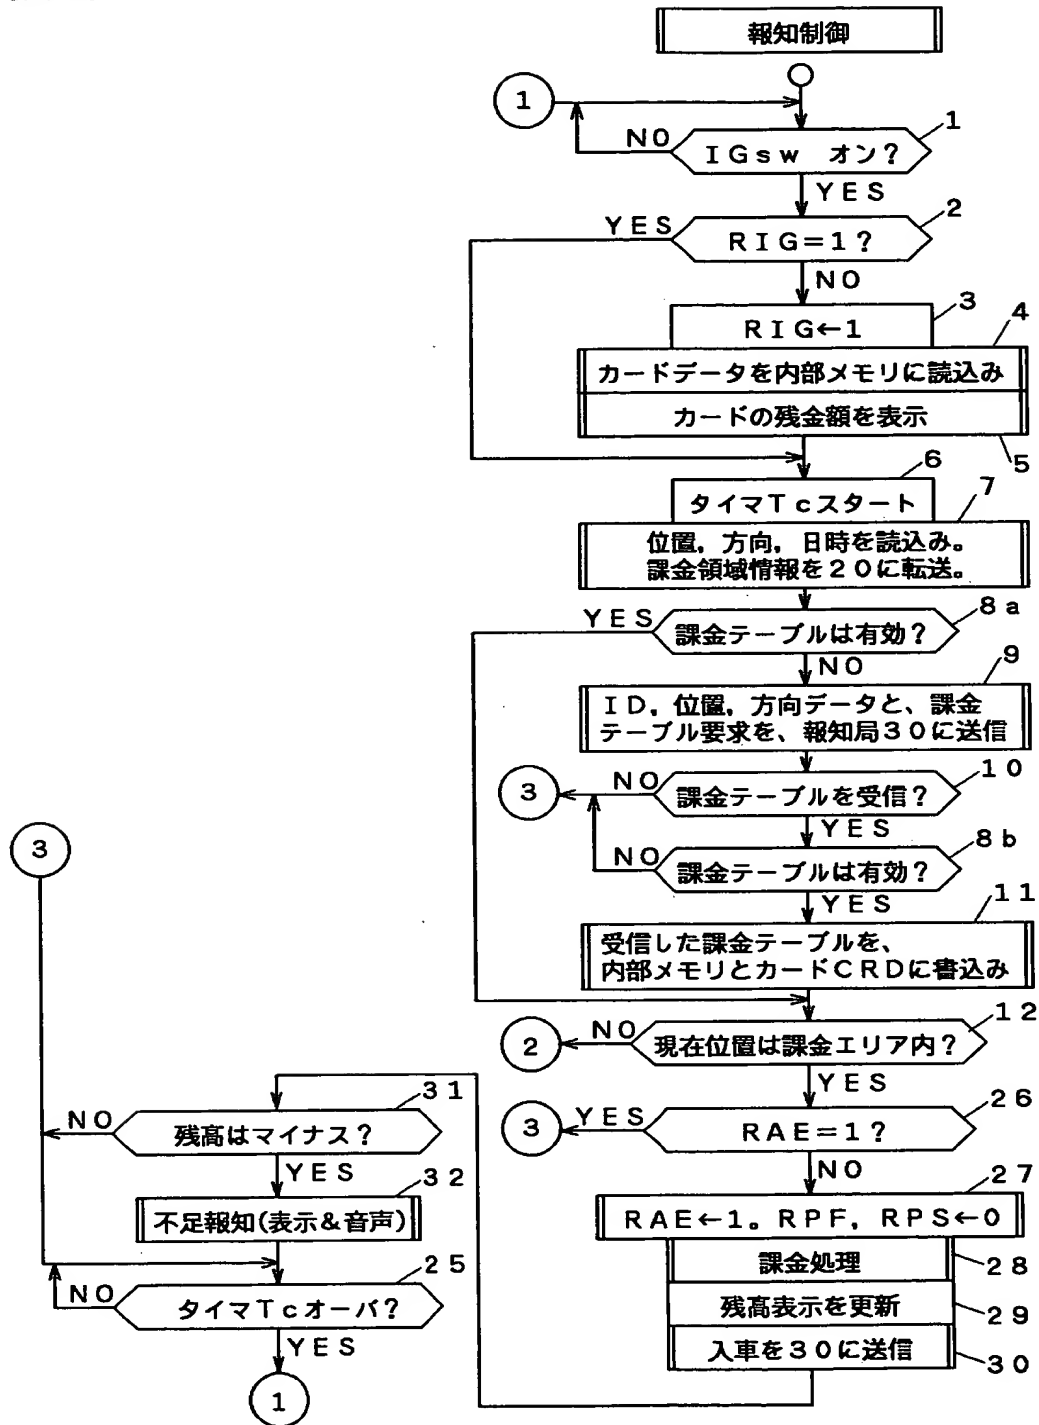 報知制御
1
1
NO
IGsw オン?
YES
2
YES
RIG=1?
NO
3
RIG←1
4
カードデータを内部メモリに読込み
カードの残金額を表示
5
6
タイマTcスタート
7
位置,方向,日時を読込み。
課金領域情報を20に転送。
YES
8a
課金テーブルは有効?
NO
9
ID,位置,方向データと、課金
テーブル要求を、報知局30に送信
10
3
NO
課金テーブルを受信?
YES
8b
NO
課金テーブルは有効?
YES
11
受信した課金テーブルを、
内部メモリとカードCRDに書込み
12
2
NO
現在位置は課金エリア内?
YES
26
3
YES
RAE=1?
NO
27
RAE←1。RPF,RPS←0
課金処理
28
残高表示を更新
29
入車を30に送信
30
3
31
NO
残高はマイナス?
YES
32
不足報知(表示&音声)
25
NO
タイマTcオーバ?
YES
1